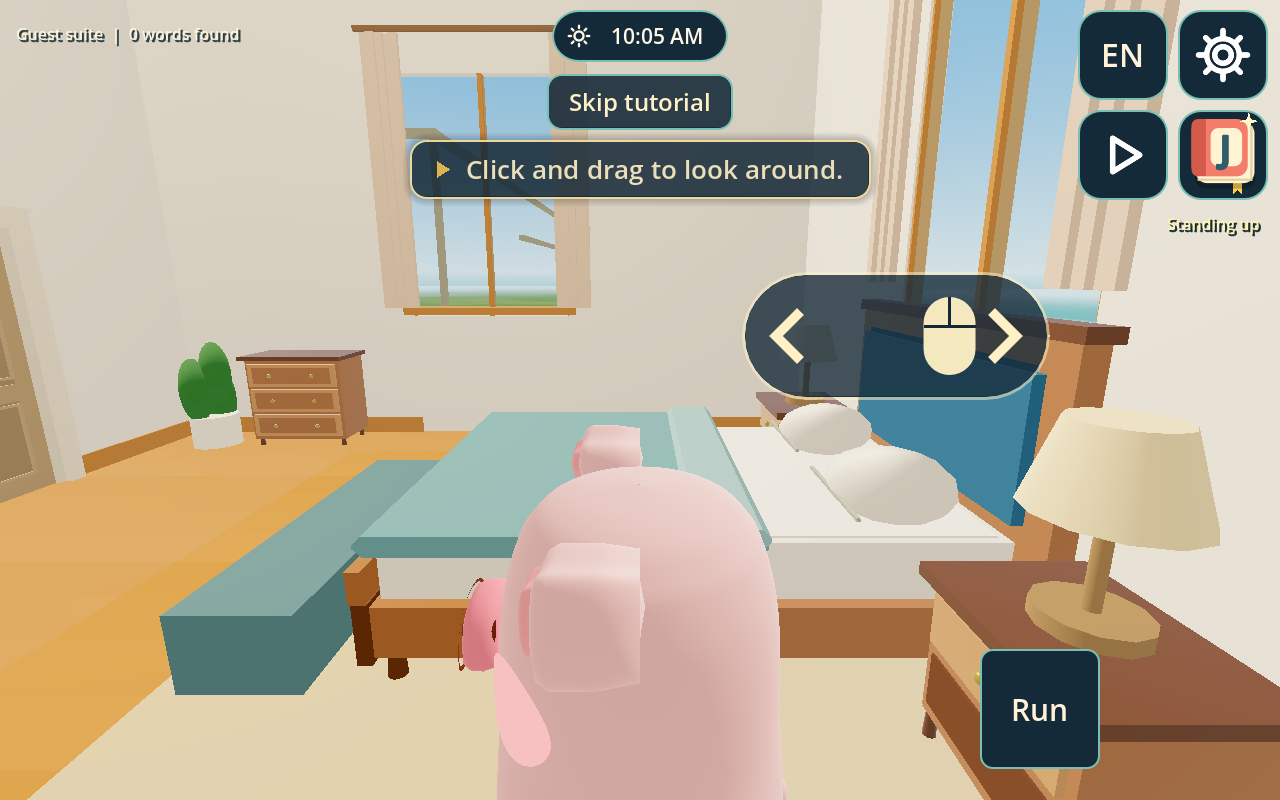 Guest suite | 0 words found
10:05 AM
EN
Skip tutorial
Click and drag to look around.
J
Standing up
Run